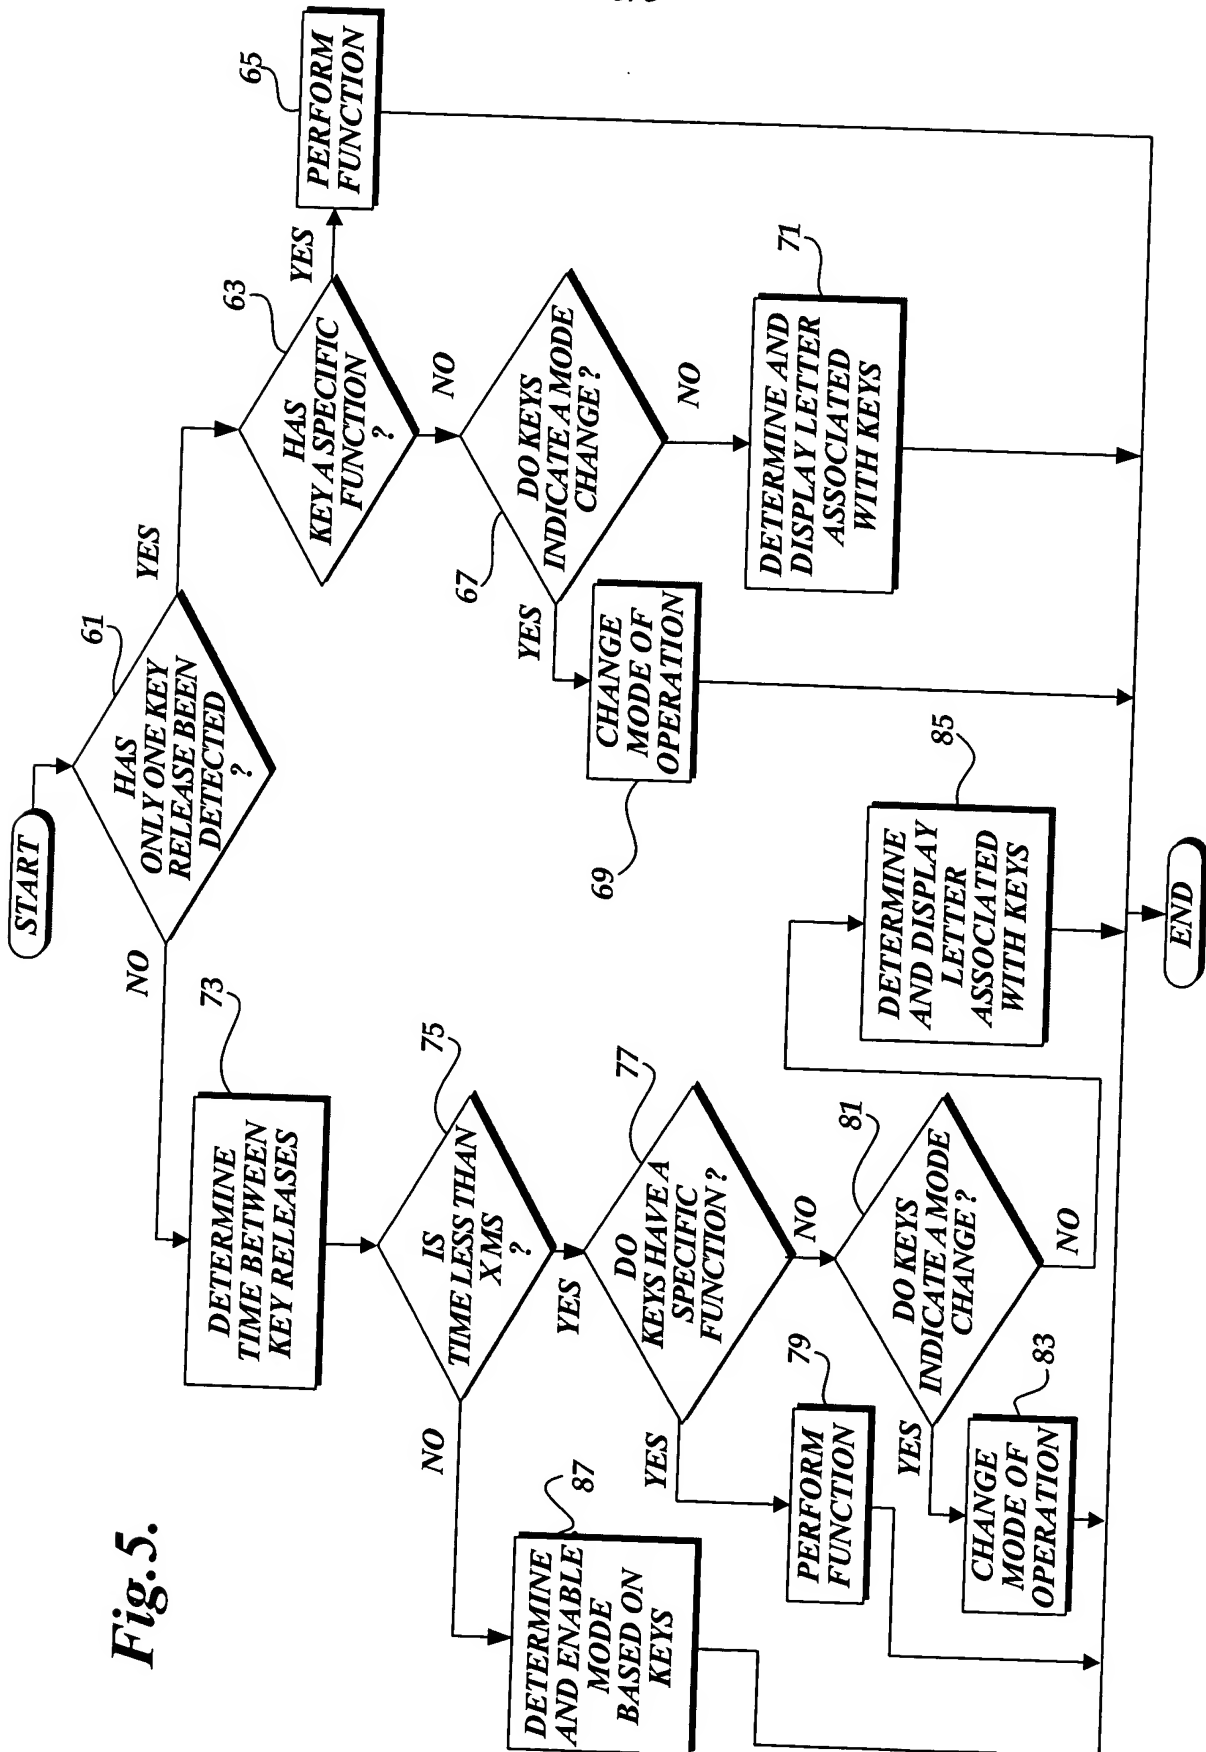 START
61
HAS
ONLY ONE KEY
RELEASE BEEN
DETECTED
?
YES
NO
63
HAS
KEY A SPECIFIC
FUNCTION
?
YES
65
PERFORM
FUNCTION
NO
67
DO KEYS
INDICATE A MODE
CHANGE?
YES
69
CHANGE
MODE OF
OPERATION
NO
71
DETERMINE AND
DISPLAY LETTER
ASSOCIATED
WITH KEYS
73
DETERMINE
TIME BETWEEN
KEY RELEASES
75
IS
TIME LESS THAN
X MS
?
NO
87
DETERMINE
AND ENABLE
MODE
BASED ON
KEYS
YES
77
DO
KEYS HAVE A
SPECIFIC
FUNCTION?
YES
79
PERFORM
FUNCTION
NO
81
DO KEYS
INDICATE A MODE
CHANGE?
YES
83
CHANGE
MODE OF
OPERATION
NO
85
DETERMINE
AND DISPLAY
LETTER
ASSOCIATED
WITH KEYS
END
Fig.5.